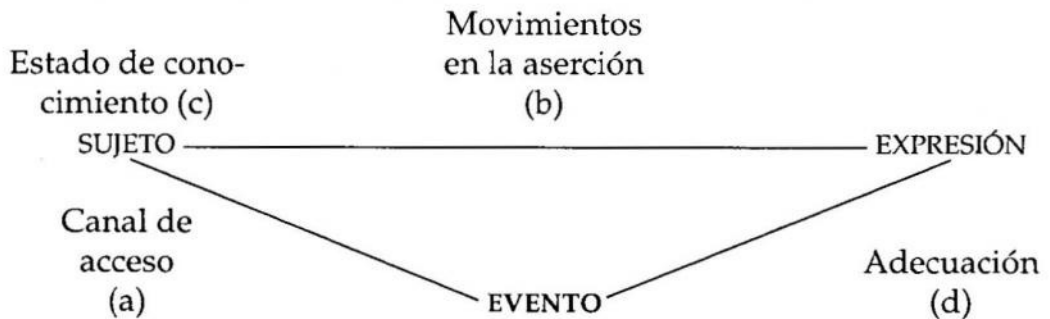 Movimientos
en la aserción
(b)
Estado de cono-
cimiento (c)
SUJETO
EXPRESIÓN
Canal de
acceso
(a)
EVENTO
Adecuación
(d)